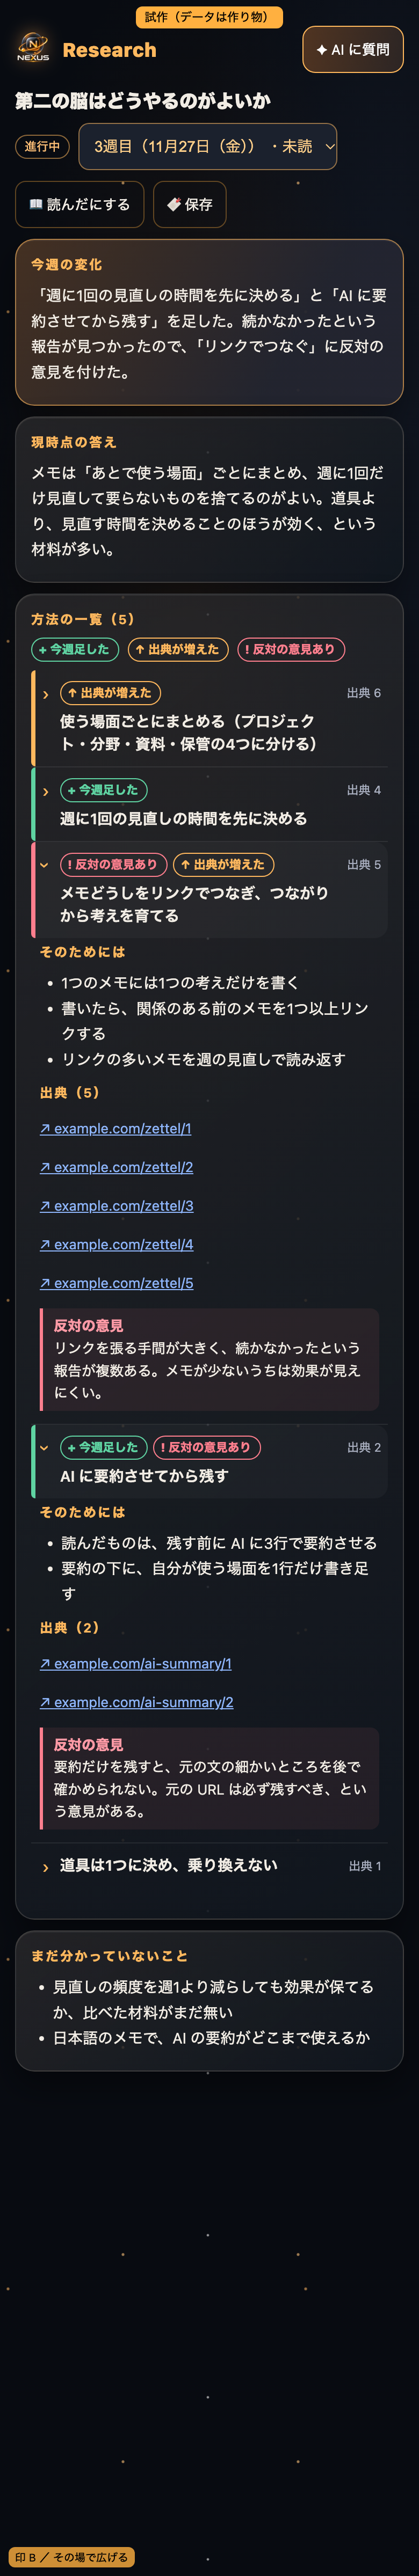 試作（データは作り物）
NEXUS
Research
✦ AI に質問
第二の脳はどうやるのがよいか
進行中
3週目（11月27日（金））・未読
📖 読んだにする
🔖 保存
今週の変化
「週に1回の見直しの時間を先に決める」と「AI に要
約させてから残す」を足した。続かなかったという
報告が見つかったので、「リンクでつなぐ」に反対の
意見を付けた。
現時点の答え
メモは「あとで使う場面」ごとにまとめ、週に1回だ
け見直して要らないものを捨てるのがよい。道具よ
り、見直す時間を決めることのほうが効く、という
材料が多い。
方法の一覧（5）
+ 今週足した
↑ 出典が増えた
! 反対の意見あり
↑ 出典が増えた
出典 6
使う場面ごとにまとめる（プロジェク
ト・分野・資料・保管の4つに分ける）
+ 今週足した
出典 4
週に1回の見直しの時間を先に決める
! 反対の意見あり
↑ 出典が増えた
出典 5
メモどうしをリンクでつなぎ、つながり
から考えを育てる
そのためには
• 1つのメモには1つの考えだけを書く
• 書いたら、関係のある前のメモを1つ以上リン
クする
• リンクの多いメモを週の見直しで読み返す
出典（5）
↗ example.com/zettel/1
↗ example.com/zettel/2
↗ example.com/zettel/3
↗ example.com/zettel/4
↗ example.com/zettel/5
反対の意見
リンクを張る手間が大きく、続かなかったという
報告が複数ある。メモが少ないうちは効果が見え
にくい。
+ 今週足した
! 反対の意見あり
出典 2
AI に要約させてから残す
そのためには
• 読んだものは、残す前に AI に3行で要約させる
• 要約の下に、自分が使う場面を1行だけ書き足
す
出典（2）
↗ example.com/ai-summary/1
↗ example.com/ai-summary/2
反対の意見
要約だけを残すと、元の文の細かいところを後で
確かめられない。元の URL は必ず残すべき、とい
う意見がある。
道具は1つに決め、乗り換えない
出典 1
まだ分かっていないこと
• 見直しの頻度を週1より減らしても効果が保てる
か、比べた材料がまだ無い
• 日本語のメモで、AI の要約がどこまで使えるか
印 B ／ その場で広げる